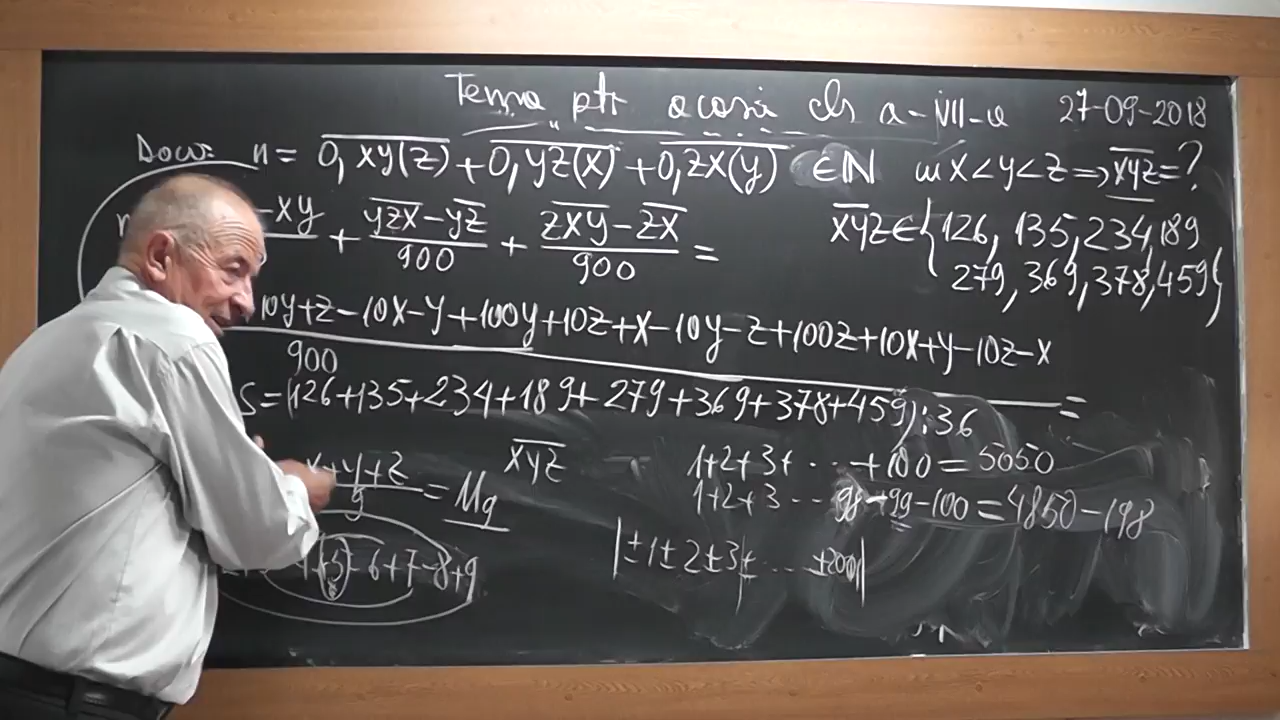 Tema ptr acasă cls a-VII-a 27-09-2018
n = 0,xy(z) + 0,yz(x) + 0,zx(y) ∈ N x<y<z => xyz = ?
-xy + yzx-yz/900 + zxy-zx/900 = xyz ∈ {126, 135, 234, 189
279, 369, 378, 459}
10y+z-10x-y+100y+10z+x-10y-z+100z+10x+y-10z-x
900 =
S=(126+135+234+189+279+369+378+459):36
x+y+z/9 = M9 xyz 1+2+3+...+100=5050
1+2+3...98+99-100=4850-198
+5)-6+7-8+9 |±1±2±3±...±200|